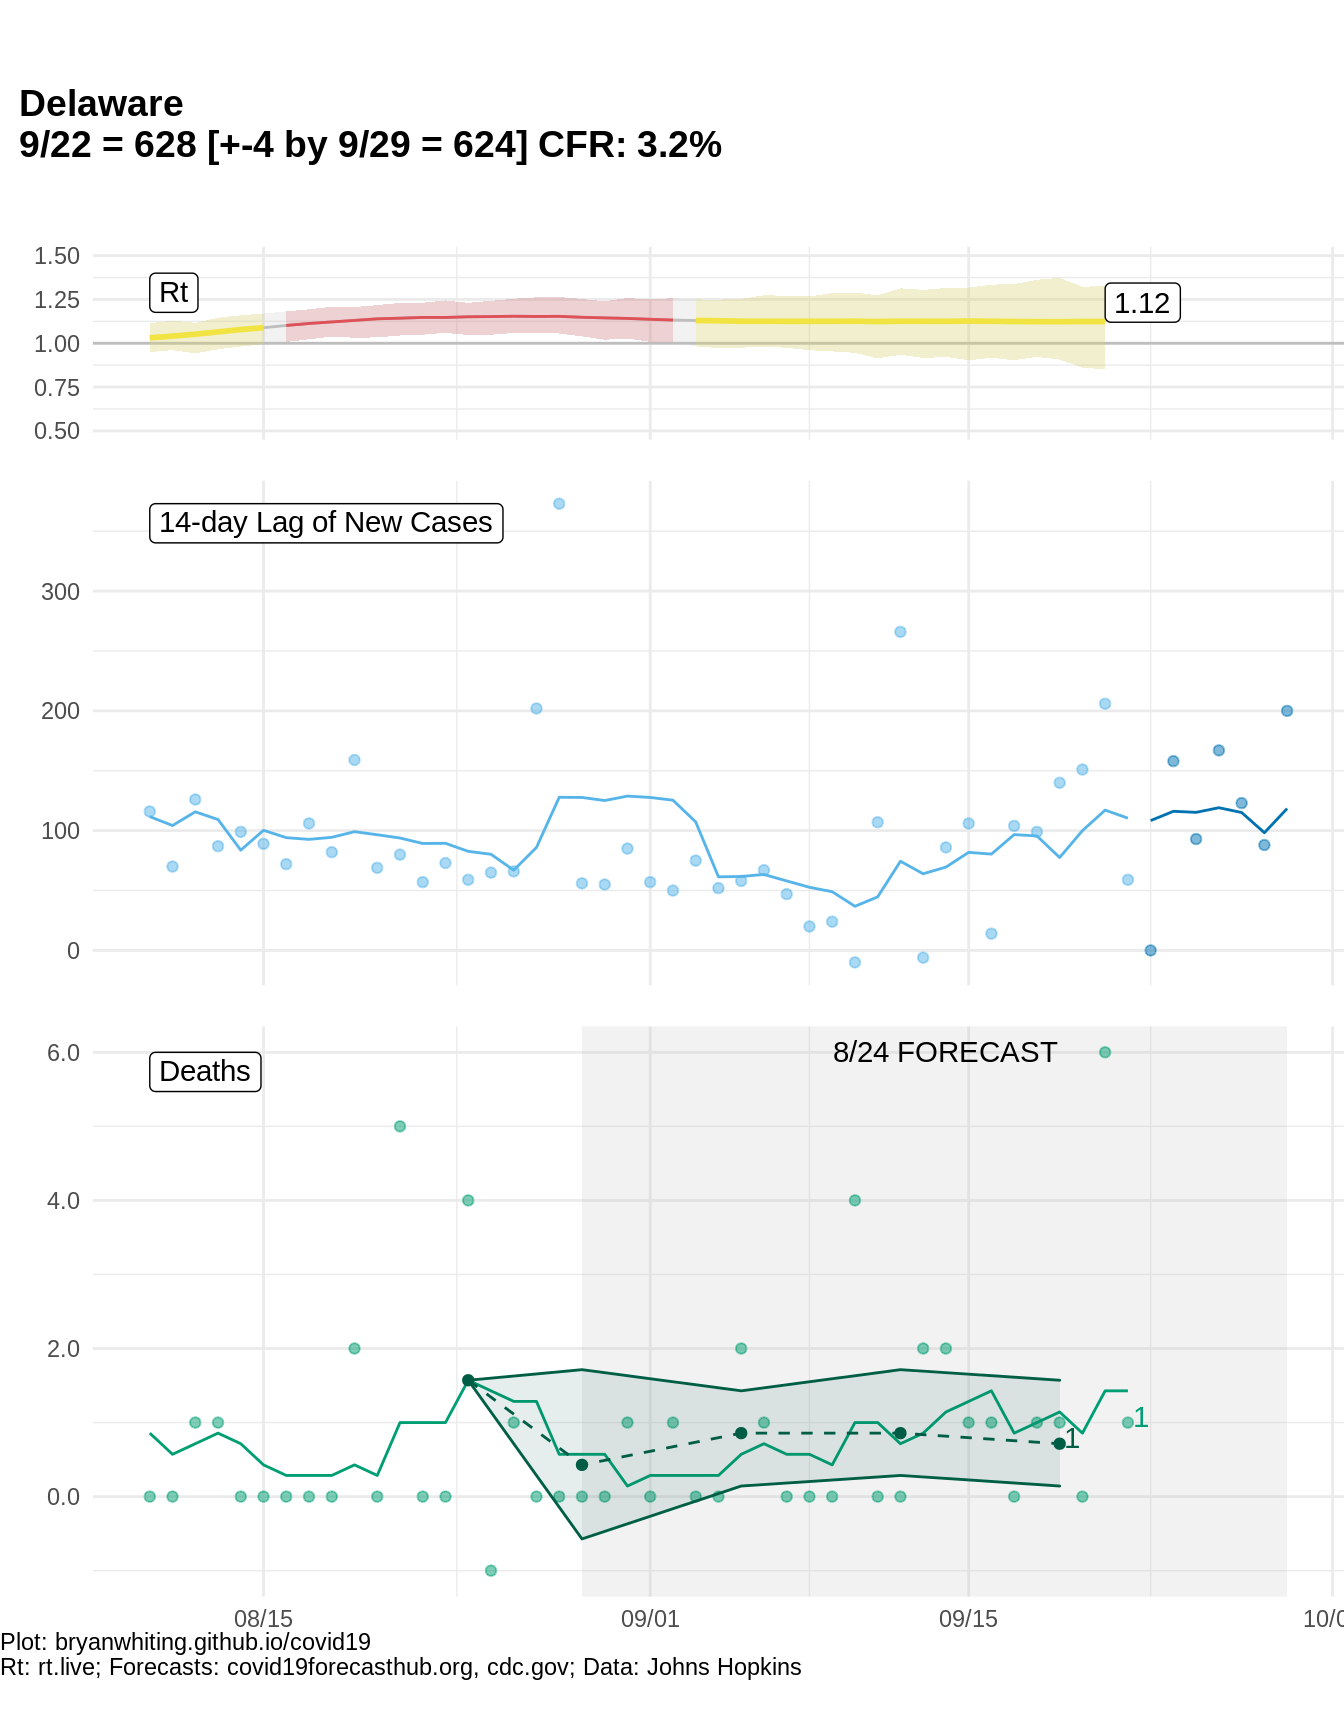 Delaware
9/22 = 628 [+-4 by 9/29 = 624] CFR: 3.2%
1.50
1.25
1.00
0.75
0.50
Rt
1.12
14-day Lag of New Cases
300
200
100
0
Deaths
8/24 FORECAST
6.0
4.0
2.0
0.0
1
1
08/15
09/01
09/15
10/0
Plot: bryanwhiting.github.io/covid19
Rt: rt.live; Forecasts: covid19forecasthub.org, cdc.gov; Data: Johns Hopkins